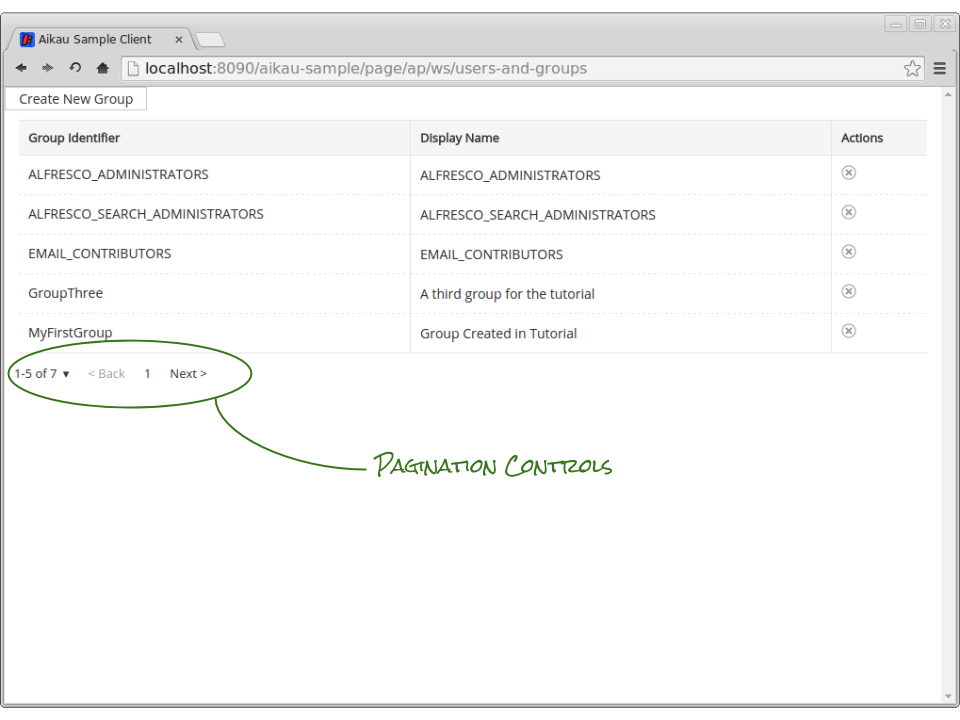 Aikau Sample Client
localhost:8090/aikau-sample/page/ap/ws/users-and-groups
Create New Group
Group Identifier Display Name Actions
ALFRESCO_ADMINISTRATORS ALFRESCO_ADMINISTRATORS
ALFRESCO_SEARCH_ADMINISTRATORS ALFRESCO_SEARCH_ADMINISTRATORS
EMAIL_CONTRIBUTORS EMAIL_CONTRIBUTORS
GroupThree A third group for the tutorial
MyFirstGroup Group Created in Tutorial
1-5 of 7 ▾ < Back 1 Next >
Pagination Controls